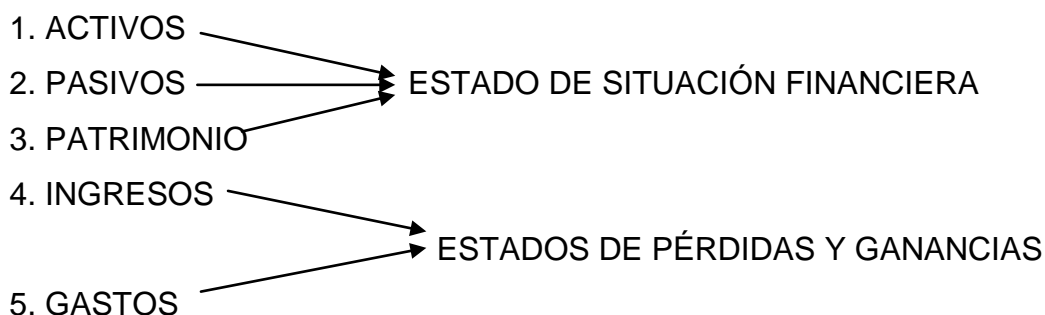 1. ACTIVOS
2. PASIVOS ESTADO DE SITUACIÓN FINANCIERA
3. PATRIMONIO
4. INGRESOS
ESTADOS DE PÉRDIDAS Y GANANCIAS
5. GASTOS